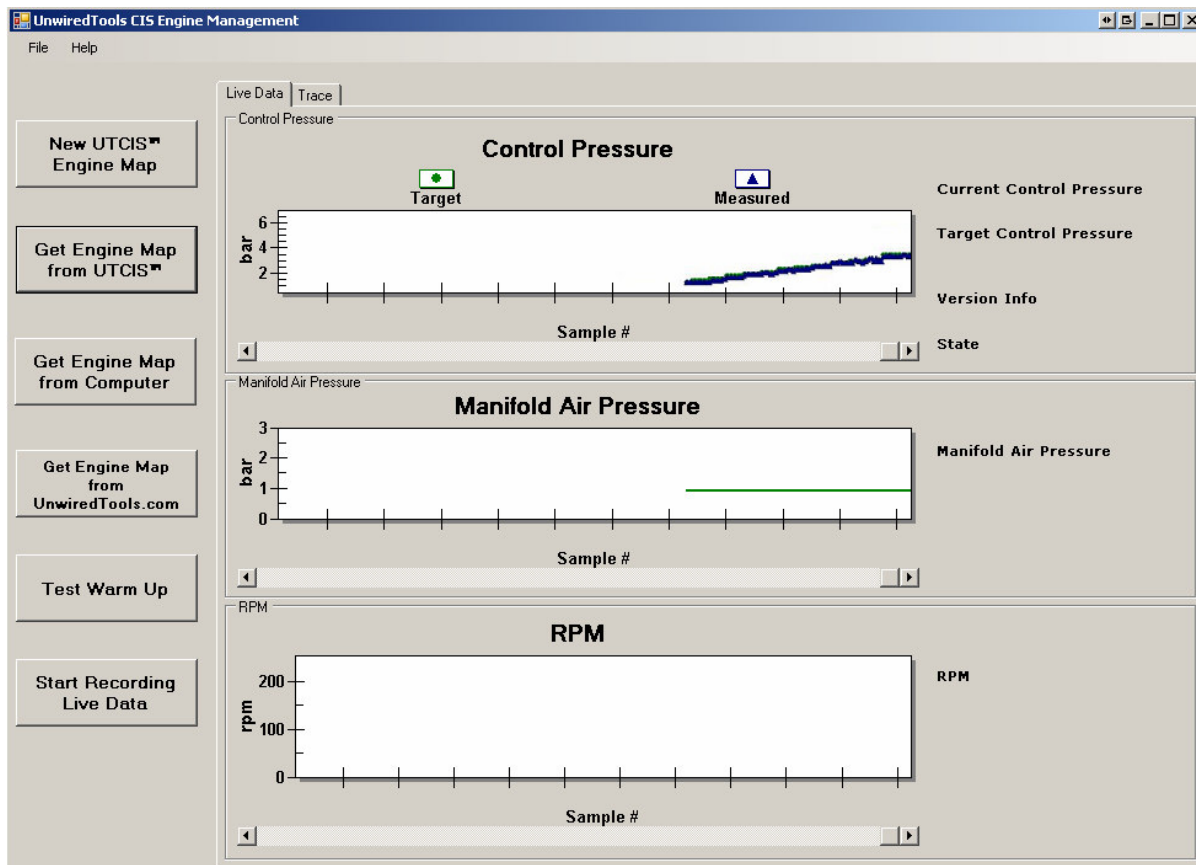 UnwiredTools CIS Engine Management
File Help
New UTCIS™
Engine Map
Get Engine Map
from UTCIS™
Get Engine Map
from Computer
Get Engine Map
from
UnwiredTools.com
Test Warm Up
Start Recording
Live Data
Live Data Trace
Control Pressure
Control Pressure
Target Measured
6
4
2
bar
Sample #
Current Control Pressure
Target Control Pressure
Version Info
State
Manifold Air Pressure
Manifold Air Pressure
3
2
1
0
bar
Sample #
Manifold Air Pressure
RPM
RPM
200
100
0
rpm
Sample #
RPM